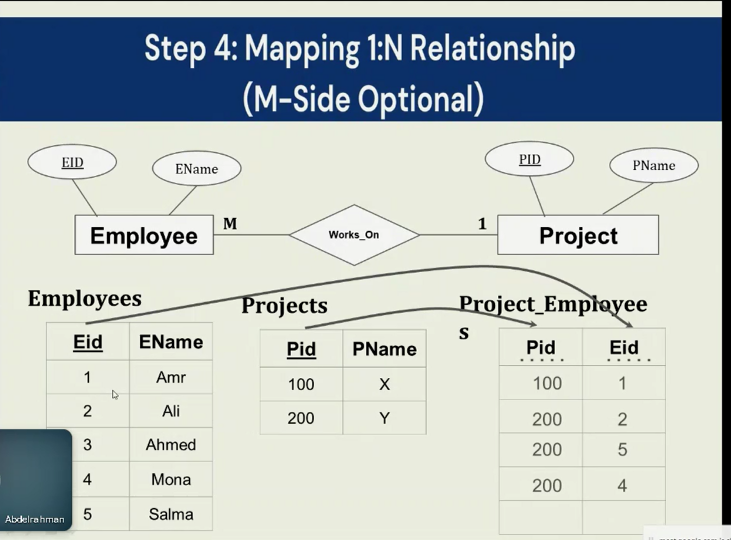 Step 4: Mapping 1:N Relationship
(M-Side Optional)
EID
EName
PID
PName
Employee
M
Works_On
1
Project
Employees
Eid EName
1 Amr
2 Ali
3 Ahmed
4 Mona
5 Salma
Projects
Pid PName
100 X
200 Y
Project_Employee
s
Pid Eid
100 1
200 2
200 5
200 4
Abdelrahman